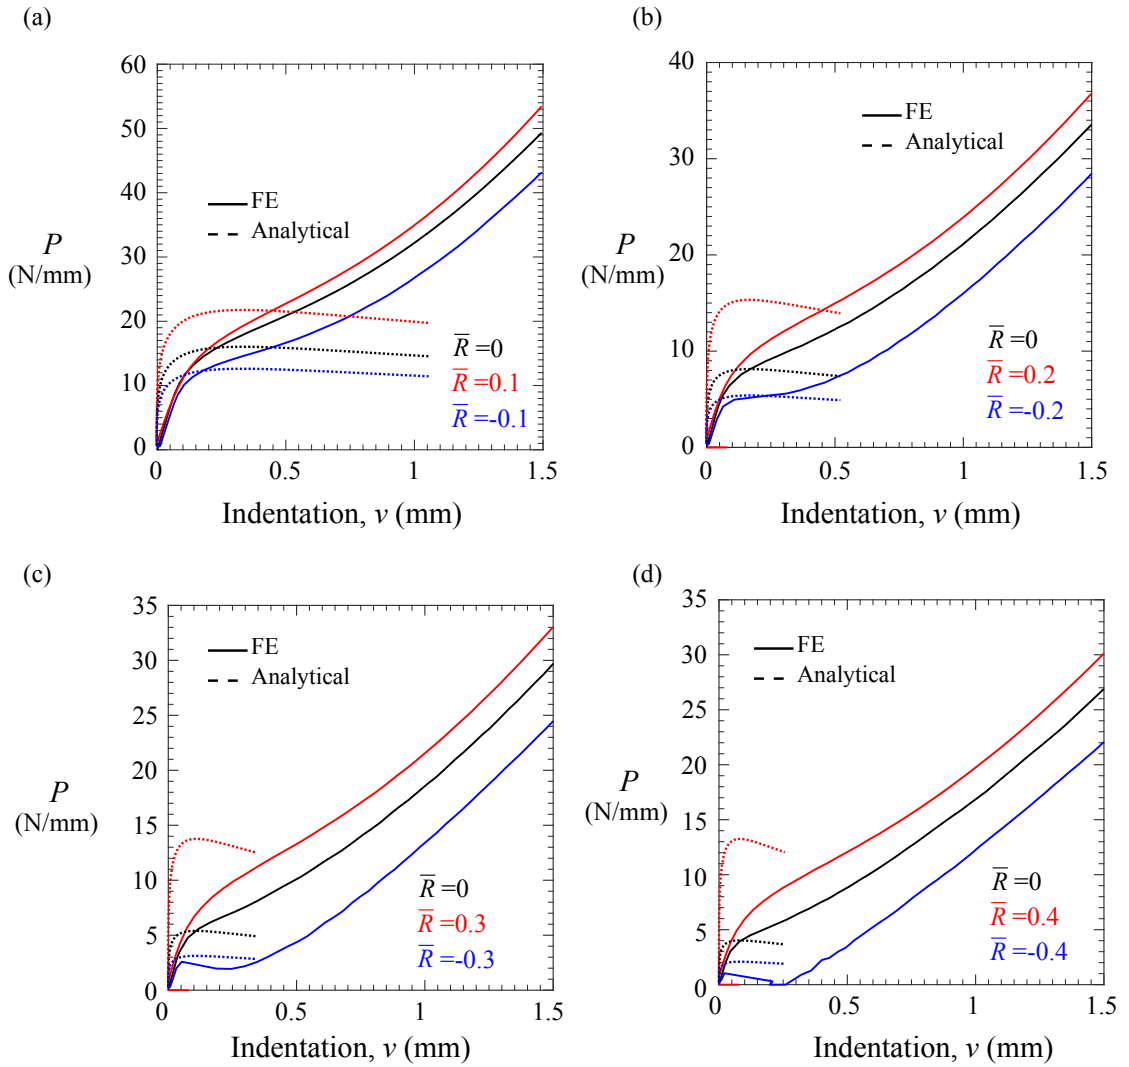 (a)
60
50
40
30
20
10
0
P
(N/mm)
FE
Analytical
R̅ =0
R̅ =0.1
R̅ =-0.1
0 0.5 1 1.5
Indentation, v (mm)
(b)
40
30
20
10
0
P
(N/mm)
FE
Analytical
R̅ =0
R̅ =0.2
R̅ =-0.2
0 0.5 1 1.5
Indentation, v (mm)
(c)
35
30
25
20
15
10
5
0
P
(N/mm)
FE
Analytical
R̅ =0
R̅ =0.3
R̅ =-0.3
0 0.5 1 1.5
Indentation, v (mm)
(d)
35
30
25
20
15
10
5
0
P
(N/mm)
FE
Analytical
R̅ =0
R̅ =0.4
R̅ =-0.4
0 0.5 1 1.5
Indentation, v (mm)